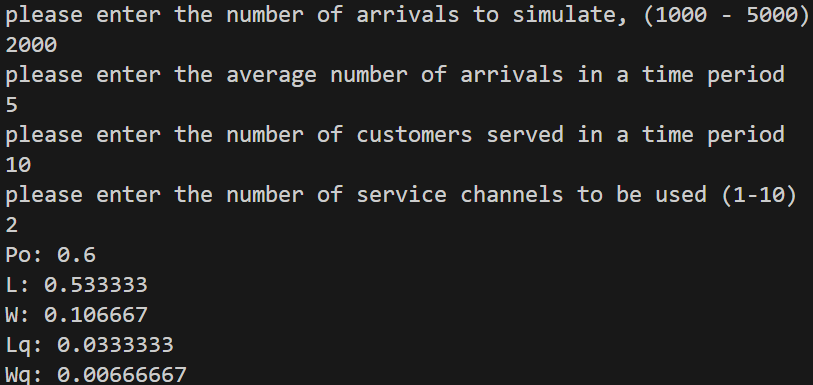 please enter the number of arrivals to simulate, (1000 - 5000)
2000
please enter the average number of arrivals in a time period
5
please enter the number of customers served in a time period
10
please enter the number of service channels to be used (1-10)
2
Po: 0.6
L: 0.533333
W: 0.106667
Lq: 0.0333333
Wq: 0.00666667